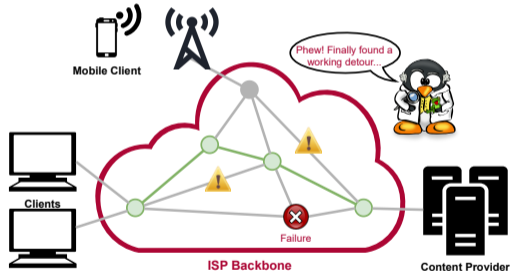 Phew! Finally found a
working detour...
Mobile Client
!
!
Clients
Failure
ISP Backbone
Content Provider